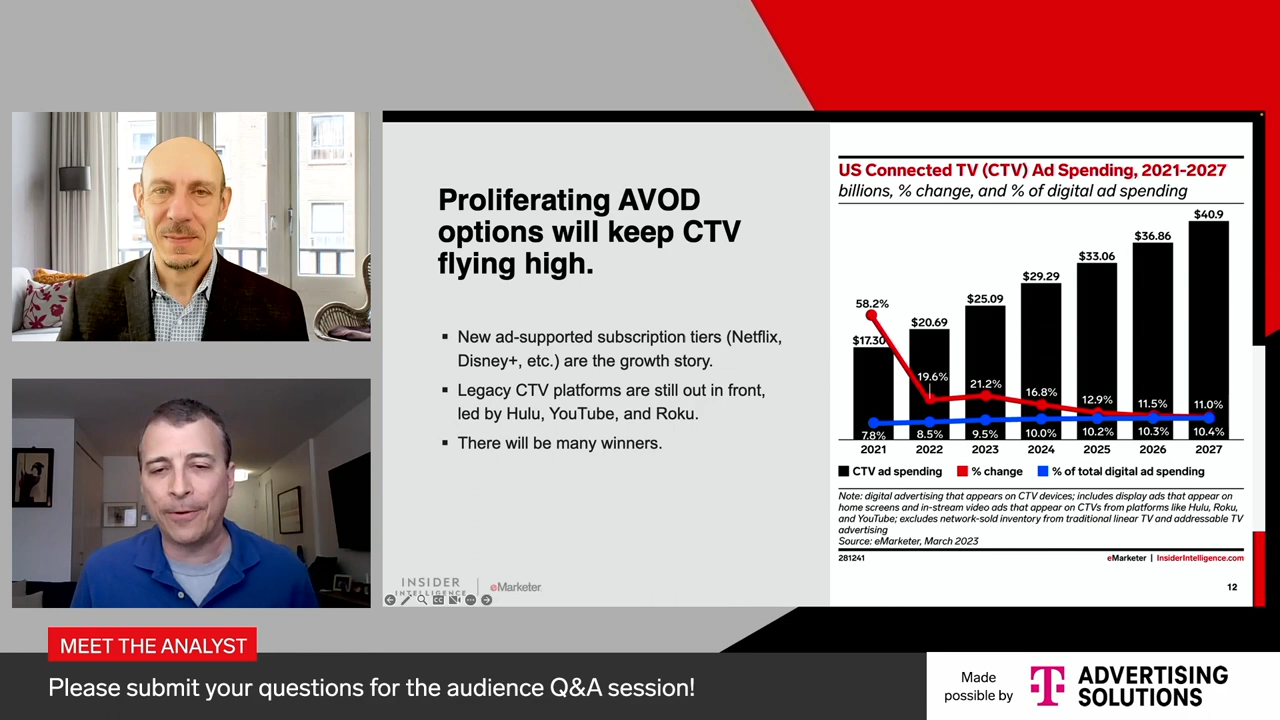 Proliferating AVOD
options will keep CTV
flying high.
▪ New ad-supported subscription tiers (Netflix,
Disney+, etc.) are the growth story.
▪ Legacy CTV platforms are still out in front,
led by Hulu, YouTube, and Roku.
▪ There will be many winners.
INSIDER
INTELLIGENCE
eMarketer
US Connected TV (CTV) Ad Spending, 2021-2027
billions, % change, and % of digital ad spending
$40.9
$36.86
$33.06
$29.29
$25.09
$20.69
$17.30
58.2%
19.6%
21.2%
16.8%
12.9%
11.5%
11.0%
7.8%
8.5%
9.5%
10.0%
10.2%
10.3%
10.4%
2021 2022 2023 2024 2025 2026 2027
CTV ad spending % change % of total digital ad spending
Note: digital advertising that appears on CTV devices; includes display ads that appear on
home screens and in-stream video ads that appear on CTVs from platforms like Hulu, Roku,
and YouTube; excludes network-sold inventory from traditional linear TV and addressable TV
advertising
Source: eMarketer, March 2023
281241
eMarketer | InsiderIntelligence.com
12
MEET THE ANALYST
Please submit your questions for the audience Q&A session!
Made
possible by
T
ADVERTISING
SOLUTIONS